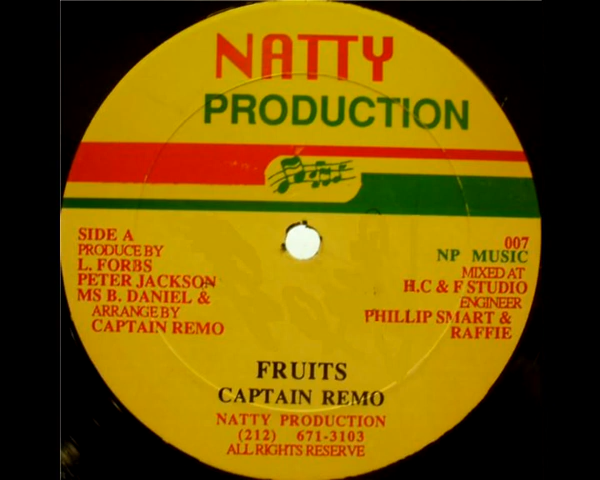 NATTY
PRODUCTION
SIDE A
PRODUCE BY
L. FORBS
PETER JACKSON
MS B. DANIEL &
ARRANGE BY
CAPTAIN REMO
007
NP MUSIC
MIXED AT
H.C & F STUDIO
ENGINEER
PHILLIP SMART &
RAFFIE
FRUITS
CAPTAIN REMO
NATTY PRODUCTION
(212) 671-3103
ALL RIGHTS RESERVE